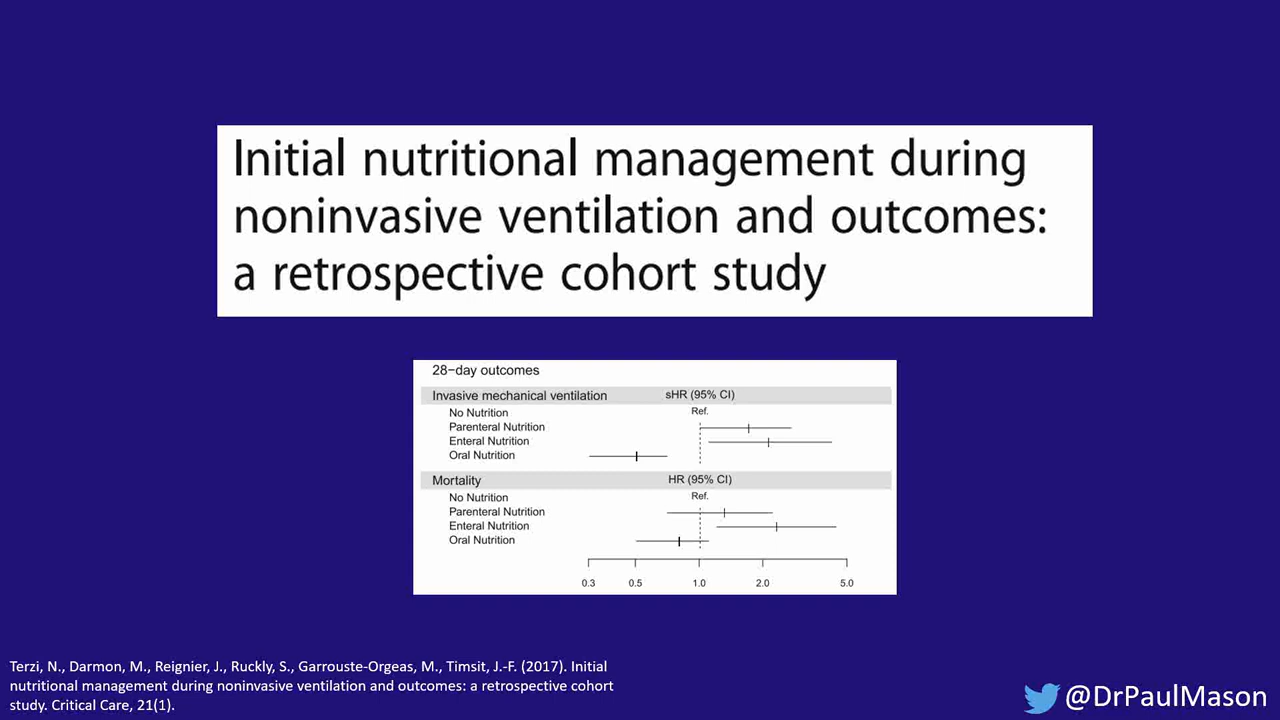 Initial nutritional management during
noninvasive ventilation and outcomes:
a retrospective cohort study
28−day outcomes
Invasive mechanical ventilation sHR (95% CI)
No Nutrition Ref.
Parenteral Nutrition
Enteral Nutrition
Oral Nutrition
Mortality HR (95% CI)
No Nutrition Ref.
Parenteral Nutrition
Enteral Nutrition
Oral Nutrition
0.3 0.5 1.0 2.0 5.0
Terzi, N., Darmon, M., Reignier, J., Ruckly, S., Garrouste-Orgeas, M., Timsit, J.-F. (2017). Initial
nutritional management during noninvasive ventilation and outcomes: a retrospective cohort
study. Critical Care, 21(1).
@DrPaulMason